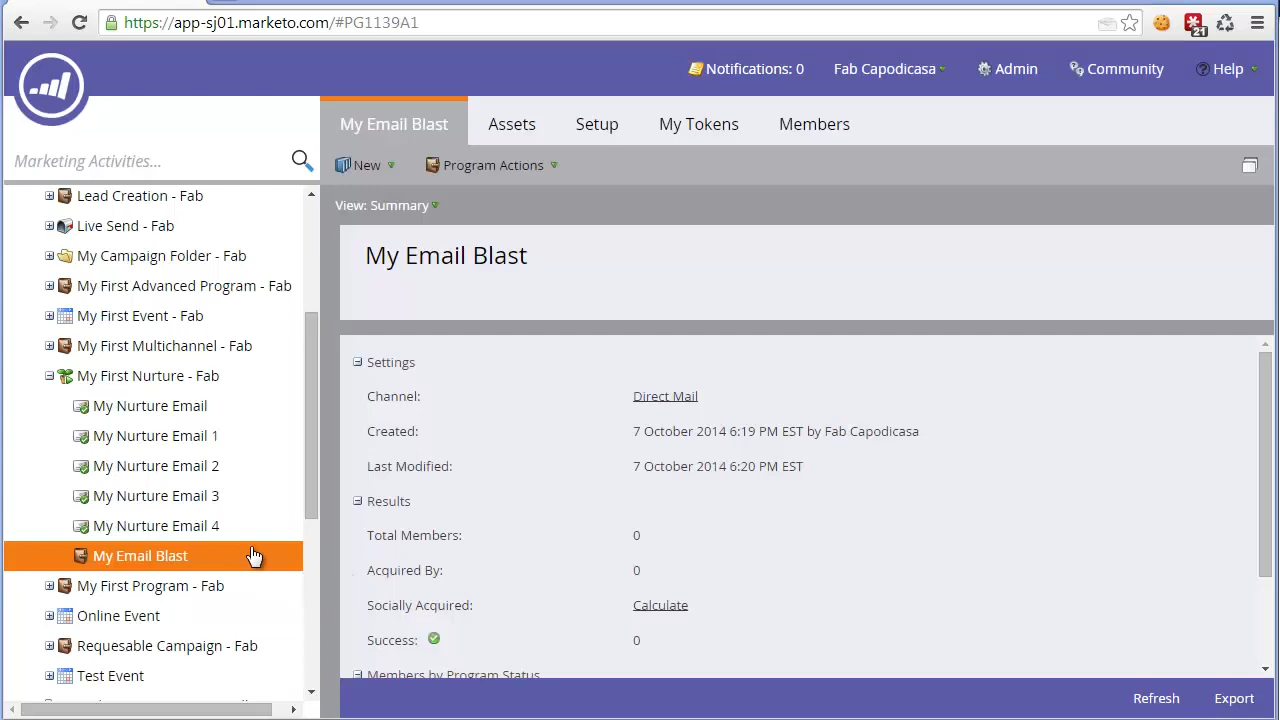 https://app-sj01.marketo.com/#PG1139A1
21
Notifications: 0
Fab Capodicasa
Admin
Community
Help
Marketing Activities...
My Email Blast
Assets
Setup
My Tokens
Members
New
Program Actions
View: Summary
Lead Creation - Fab
Live Send - Fab
My Campaign Folder - Fab
My First Advanced Program - Fab
My First Event - Fab
My First Multichannel - Fab
My First Nurture - Fab
My Nurture Email
My Nurture Email 1
My Nurture Email 2
My Nurture Email 3
My Nurture Email 4
My Email Blast
My First Program - Fab
Online Event
Requesable Campaign - Fab
Test Event
My Email Blast
Settings
Channel: Direct Mail
Created: 7 October 2014 6:19 PM EST by Fab Capodicasa
Last Modified: 7 October 2014 6:20 PM EST
Results
Total Members: 0
Acquired By: 0
Socially Acquired: Calculate
Success: 0
Members by Program Status
Refresh
Export